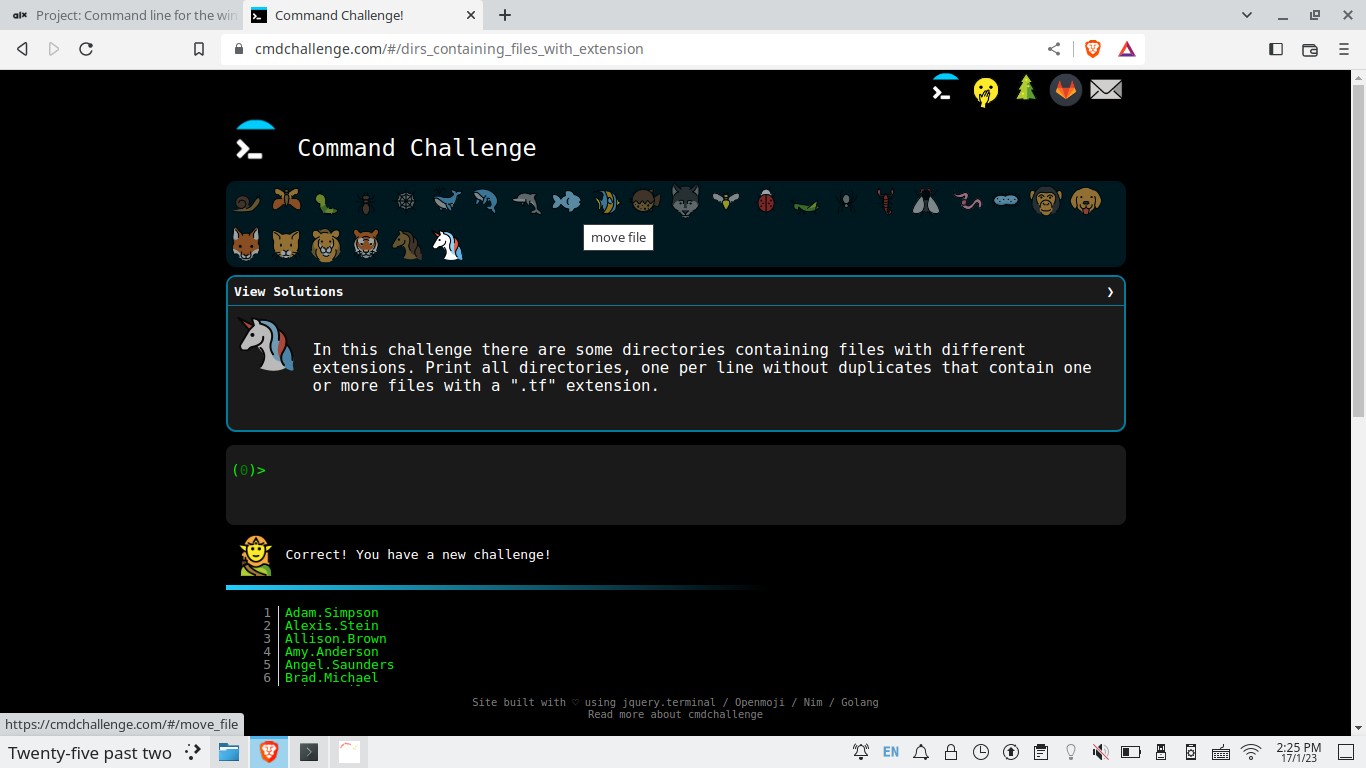 alx Project: Command line for the win
Command Challenge!
cmdchallenge.com/#/dirs_containing_files_with_extension
Command Challenge
move file
View Solutions
In this challenge there are some directories containing files with different
extensions. Print all directories, one per line without duplicates that contain one
or more files with a ".tf" extension.
(0)>
Correct! You have a new challenge!
1 Adam.Simpson
2 Alexis.Stein
3 Allison.Brown
4 Amy.Anderson
5 Angel.Saunders
6 Brad.Michael
Site built with ♡ using jquery.terminal / Openmoji / Nim / Golang
Read more about cmdchallenge
https://cmdchallenge.com/#/move_file
Twenty-five past two
EN
2:25 PM
17/1/23